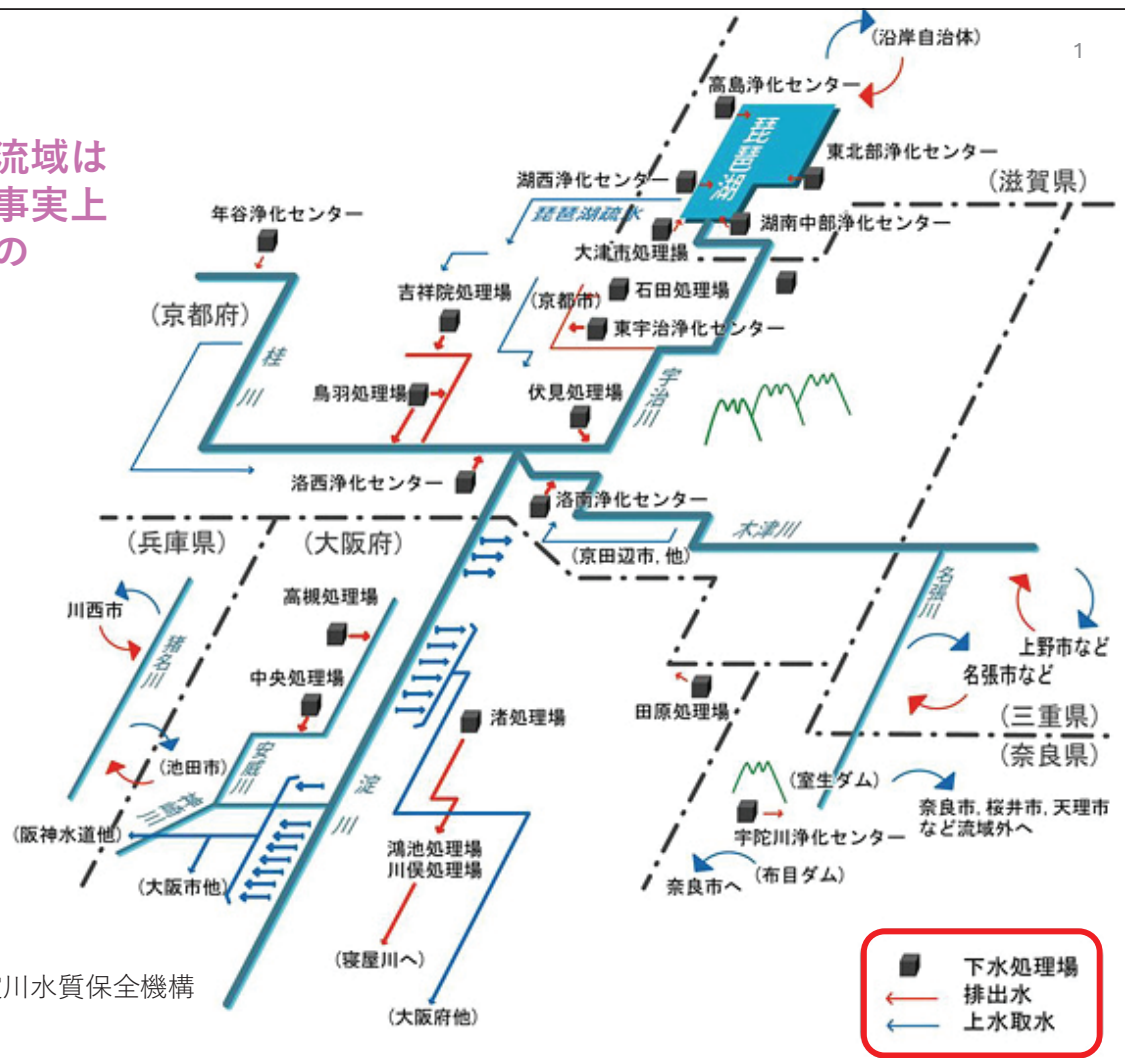 1
流域は
事実上
の
(沿岸自治体)
高島浄化センター
琵琶湖
東北部浄化センター
湖西浄化センター
(滋賀県)
年谷浄化センター
琵琶湖疏水
湖南中部浄化センター
大津市処理場
吉祥院処理場
(京都市)
石田処理場
(京都府)
東宇治浄化センター
桂川
鳥羽処理場
伏見処理場
宇治川
洛西浄化センター
洛南浄化センター
木津川
(兵庫県)
(大阪府)
(京田辺市,他)
名張川
高槻処理場
川西市
猪名川
上野市など
名張市など
中央処理場
渚処理場
田原処理場
(三重県)
(奈良県)
(池田市)
安威川
淀川
(室生ダム)
奈良市,桜井市,天理市
など流域外へ
宇陀川浄化センター
(阪神水道他)
鴻池処理場
川俣処理場
(大阪市他)
奈良市へ
(布目ダム)
(寝屋川へ)
川水質保全機構
(大阪府他)
下水処理場
排出水
上水取水